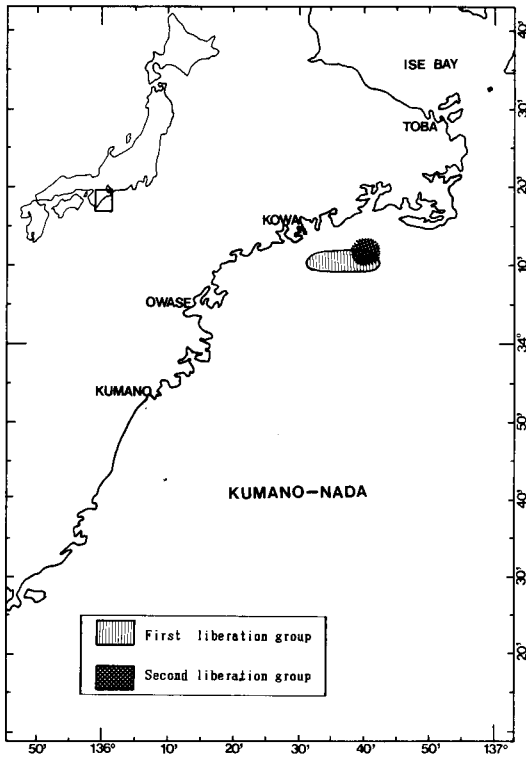 ISE BAY
TOBA
KOWA
OWASE
KUMANO
KUMANO-NADA
First liberation group
Second liberation group
40'
30'
20'
10'
34°
50'
40'
30'
20'
50' 136° 10' 20' 30' 40' 50' 137°